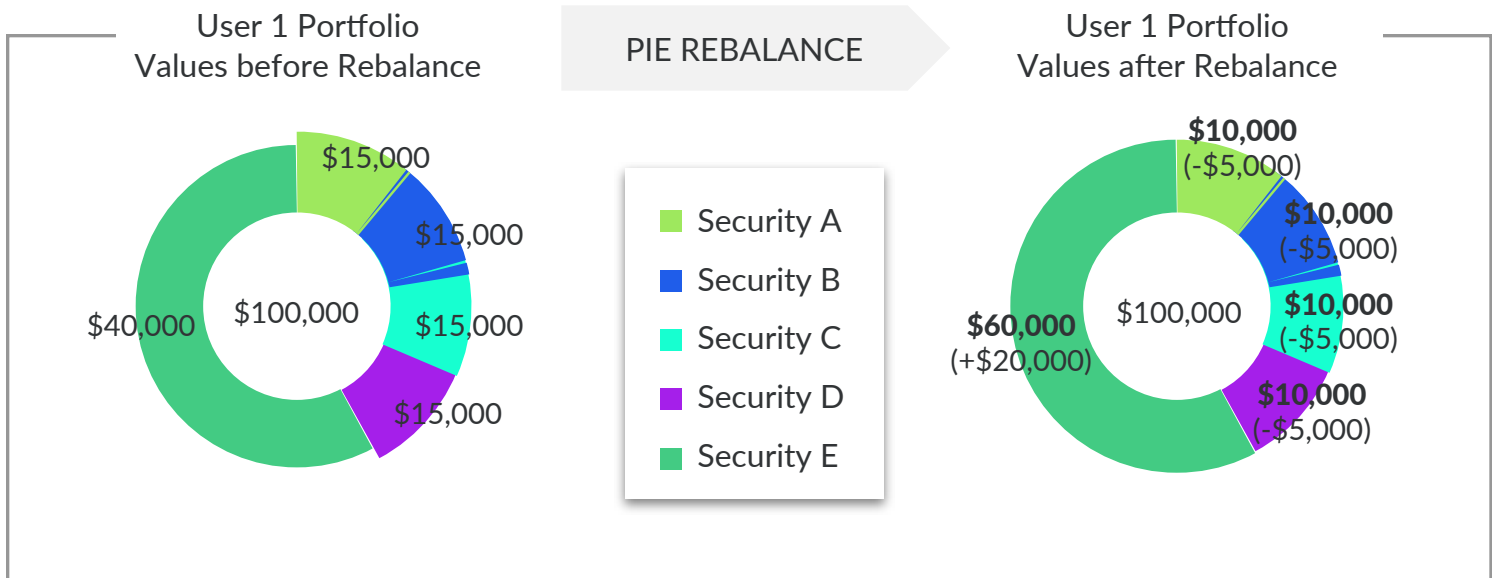 User 1 Portfolio
Values before Rebalance
$15,000
$15,000
$40,000
$100,000
$15,000
$15,000
PIE REBALANCE
Security A
Security B
Security C
Security D
Security E
User 1 Portfolio
Values after Rebalance
$10,000
(-$5,000)
$10,000
(-$5,000)
$60,000
(+$20,000)
$100,000
$10,000
(-$5,000)
$10,000
(-$5,000)